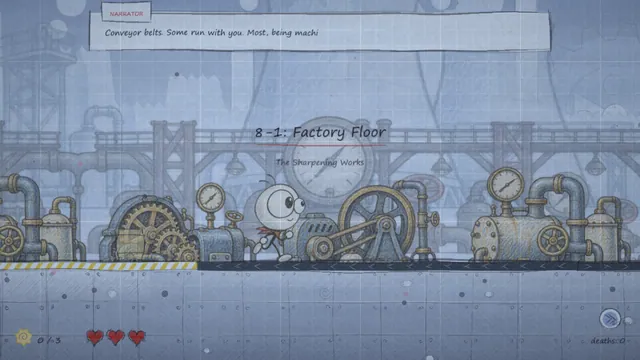 NARRATOR
Conveyor belts. Some run with you. Most, being machi
8-1: Factory Floor
The Sharpening Works
0 / 3
deaths: 0